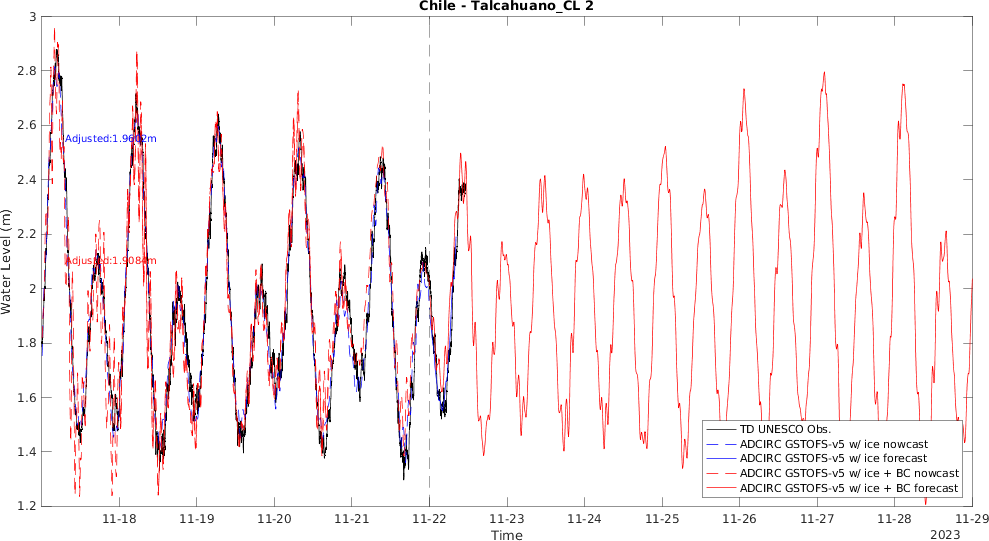 Chile - Talcahuano_CL 2
3
2.8
2.6
2.4
2.2
2
1.8
1.6
1.4
1.2
Water Level (m)
Adjusted:1.9602m
Adjusted:1.9084m
TD UNESCO Obs.
ADCIRC GSTOFS-v5 w/ ice nowcast
ADCIRC GSTOFS-v5 w/ ice forecast
ADCIRC GSTOFS-v5 w/ ice + BC nowcast
ADCIRC GSTOFS-v5 w/ ice + BC forecast
11-18 11-19 11-20 11-21 11-22 11-23 11-24 11-25 11-26 11-27 11-28 11-29
Time
2023